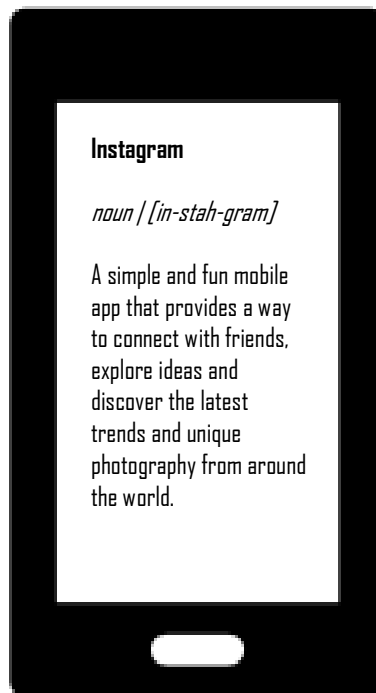 Instagram
noun | [in-stah-gram]
A simple and fun mobile
app that provides a way
to connect with friends,
explore ideas and
discover the latest
trends and unique
photography from around
the world.